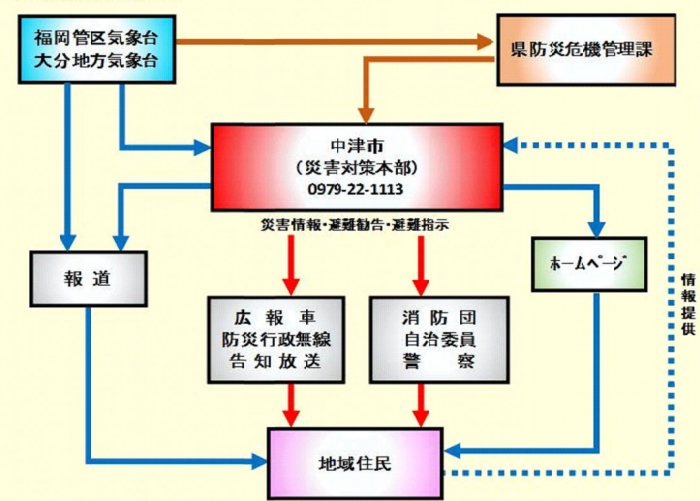 福岡管区気象台
大分地方気象台
県防災危機管理課
中津市
（災害対策本部）
0979-22-1113
災害情報・避難勧告・避難指示
報道
ホームページ
広報車
防災行政無線
告知放送
消防団
自治委員
警察
情報提供
地域住民